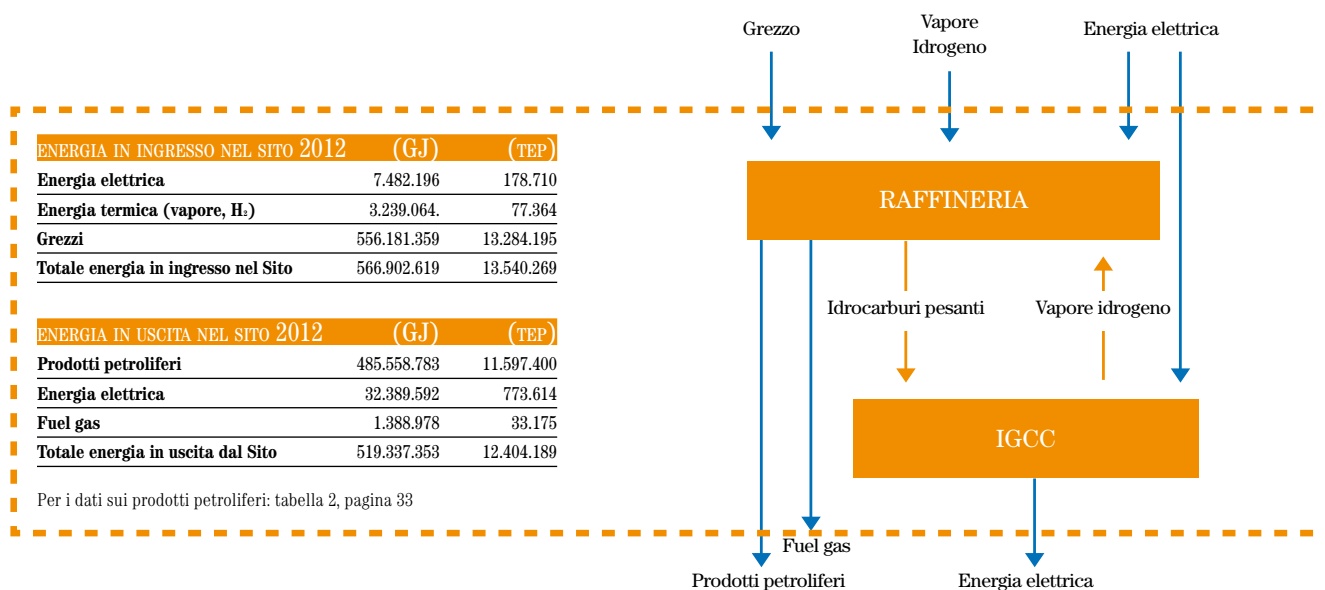 Grezzo
Vapore
Idrogeno
Energia elettrica
ENERGIA IN INGRESSO NEL SITO 2012 (GJ) (TEP)
Energia elettrica 7.482.196 178.710
Energia termica (vapore, H₂) 3.239.064. 77.364
Grezzi 556.181.359 13.284.195
Totale energia in ingresso nel Sito 566.902.619 13.540.269
ENERGIA IN USCITA NEL SITO 2012 (GJ) (TEP)
Prodotti petroliferi 485.558.783 11.597.400
Energia elettrica 32.389.592 773.614
Fuel gas 1.388.978 33.175
Totale energia in uscita dal Sito 519.337.353 12.404.189
Per i dati sui prodotti petroliferi: tabella 2, pagina 33
RAFFINERIA
Idrocarburi pesanti
Vapore idrogeno
IGCC
Fuel gas
Prodotti petroliferi
Energia elettrica